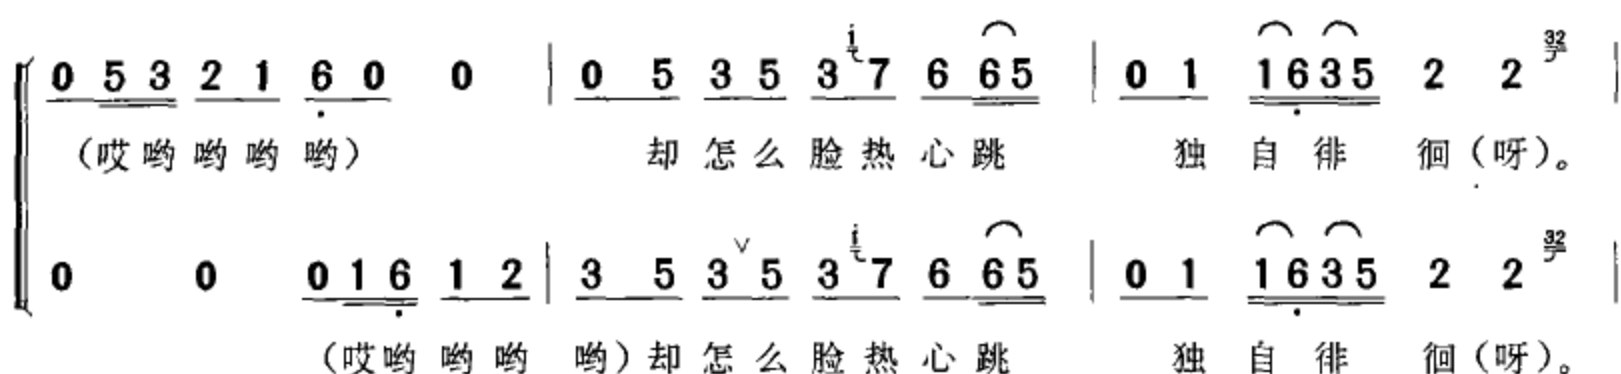 0 5 3 2 1 6 0 0 | 0 5 3 5 3 i 7 6 6 5 | 0 1 1 6 3 5 2 2 32 |
（哎 哟 哟 哟 哟） 却 怎 么 脸 热 心 跳 独 自 徘 徊（呀）。
0 0 0 1 6 1 2 | 3 5 3 ∨ 5 3 i 7 6 6 5 | 0 1 1 6 3 5 2 2 32 |
（哎 哟 哟 哟 哟）却 怎 么 脸 热 心 跳 独 自 徘 徊（呀）。